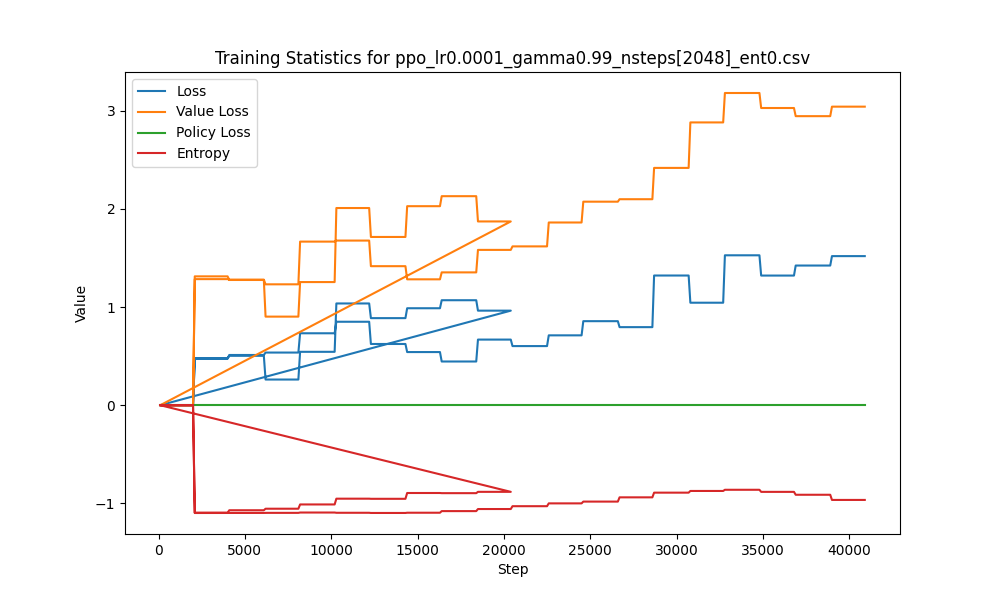 Training Statistics for ppo_lr0.0001_gamma0.99_nsteps[2048]_ent0.csv
Loss
Value Loss
Policy Loss
Entropy
3
2
1
0
−1
Value
0
5000
10000
15000
20000
25000
30000
35000
40000
Step